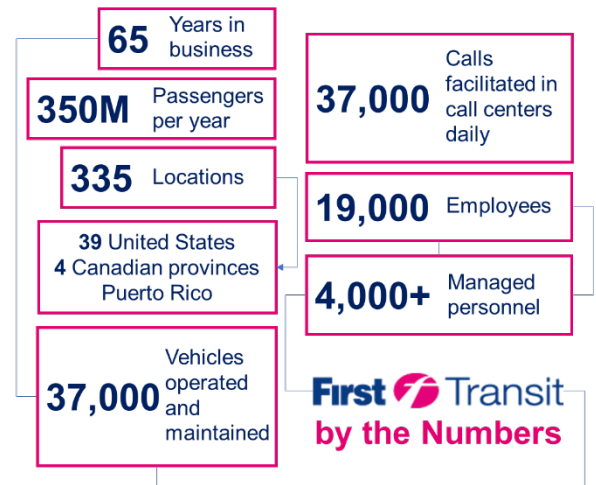 65 Years in
business
350M Passengers
per year
335 Locations
39 United States
4 Canadian provinces
Puerto Rico
37,000 Vehicles
operated
and
maintained
37,000 Calls
facilitated in
call centers
daily
19,000 Employees
4,000+ Managed
personnel
First Transit
by the Numbers